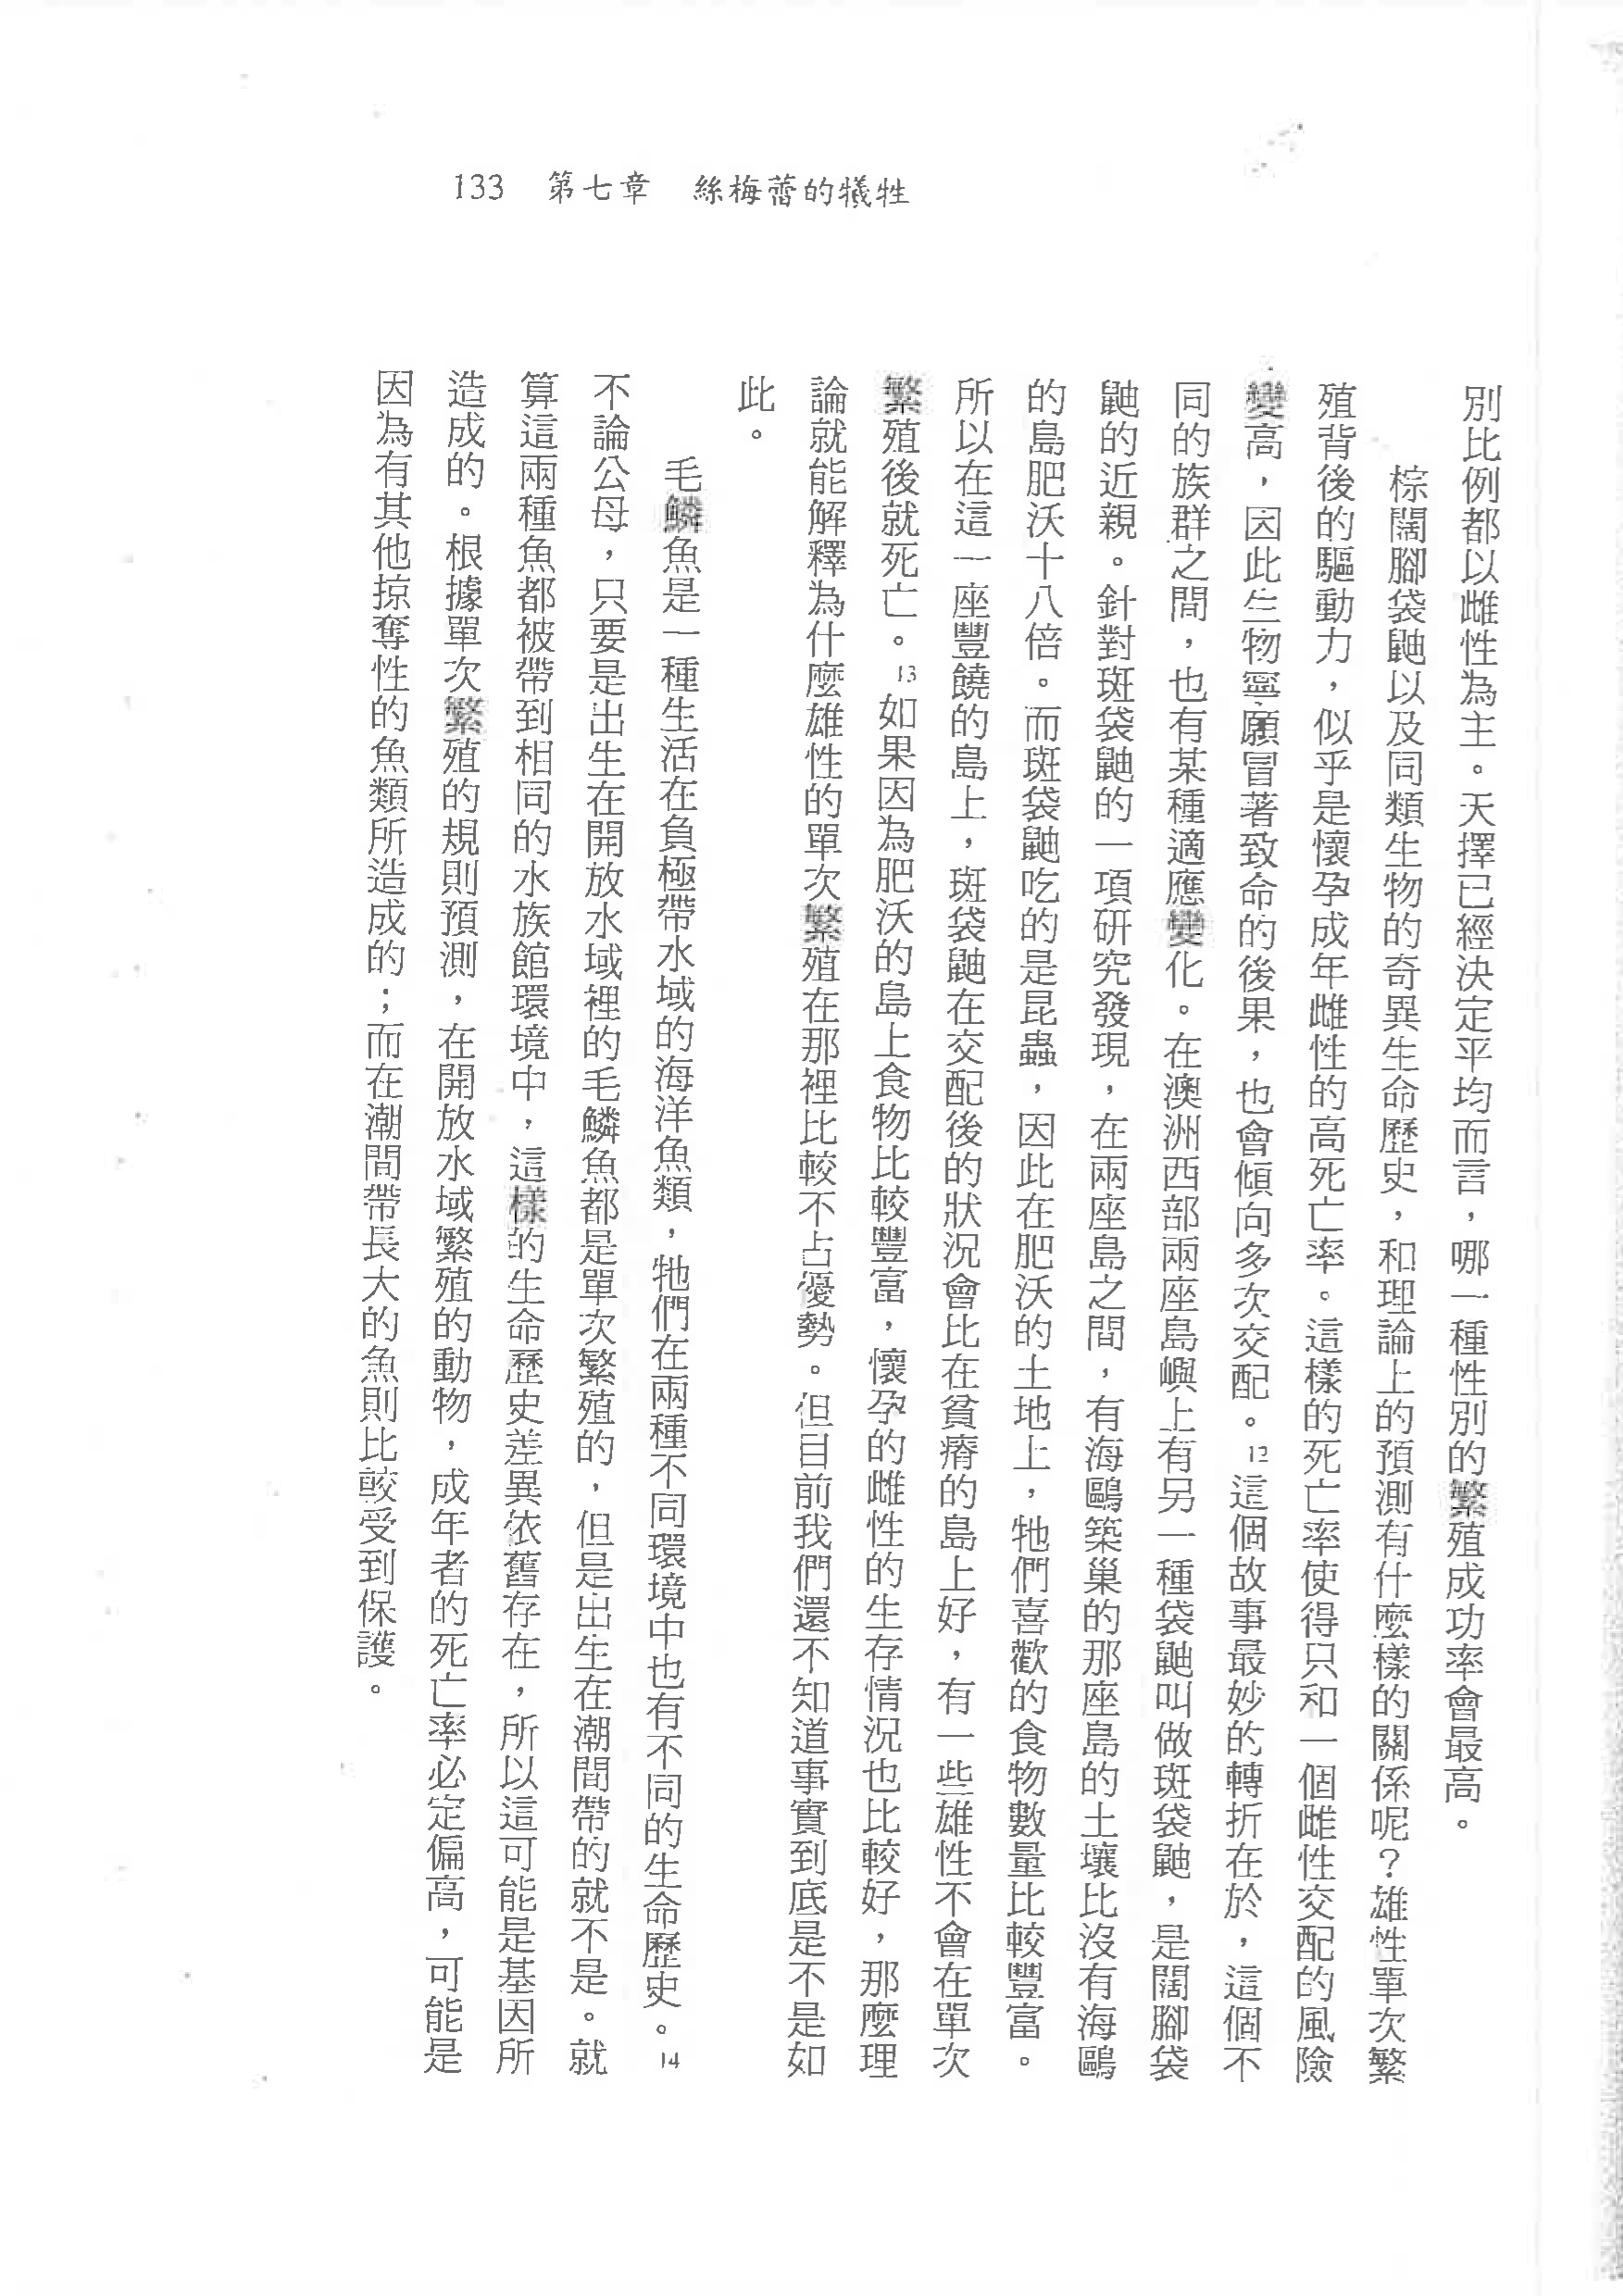 133　第七章　絲梅蕾的犧牲
別比例都以雌性為主。天擇已經決定平均而言，哪一種性別的繁殖成功率會最高。
棕闊腳袋鼬以及同類生物的奇異生命歷史，和理論上的預測有什麼樣的關係呢？雄性單次繁
殖背後的驅動力，似乎是懷孕成年雌性的高死亡率。這樣的死亡率使得只和一個雌性交配的風險
變高，因此生物寧願冒著致命的後果，也會傾向多次交配。12這個故事最妙的轉折在於，這個不
同的族群之間，也有某種適應變化。在澳洲西部兩座島嶼上有另一種袋鼬叫做斑袋鼬，是闊腳袋
鼬的近親。針對斑袋鼬的一項研究發現，在兩座島之間，有海鷗築巢的那座島的土壤比沒有海鷗
的島肥沃十八倍。而斑袋鼬吃的是昆蟲，因此在肥沃的土地上，牠們喜歡的食物數量比較豐富。
所以在這一座豐饒的島上，斑袋鼬在交配後的狀況會比在貧瘠的島上好，有一些雄性不會在單次
繁殖後就死亡。13如果因為肥沃的島上食物比較豐富，懷孕的雌性的生存情況也比較好，那麼理
論就能解釋為什麼雄性的單次繁殖在那裡比較不占優勢。但目前我們還不知道事實到底是不是如
此。
毛鱗魚是一種生活在負極帶水域的海洋魚類，牠們在兩種不同環境中也有不同的生命歷史。14
不論公母，只要是出生在開放水域裡的毛鱗魚都是單次繁殖的，但是出生在潮間帶的就不是。就
算這兩種魚都被帶到相同的水族館環境中，這樣的生命歷史差異依舊存在，所以這可能是基因所
造成的。根據單次繁殖的規則預測，在開放水域繁殖的動物，成年者的死亡率必定偏高，可能是
因為有其他掠奪性的魚類所造成的；而在潮間帶長大的魚則比較受到保護。